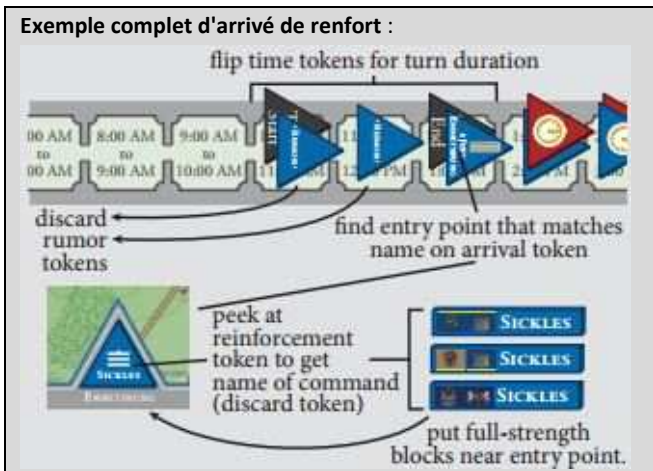 Exemple complet d'arrivé de renfort :
flip time tokens for turn duration
00 AM
to
00 AM
8:00 AM
to
9:00 AM
9:00 AM
to
10:00 AM
Start
End
discard
rumor
tokens
find entry point that matches
name on arrival token
SICKLES
peek at
reinforcement
token to get
name of command
(discard token)
SICKLES
SICKLES
SICKLES
put full-strength
blocks near entry point.